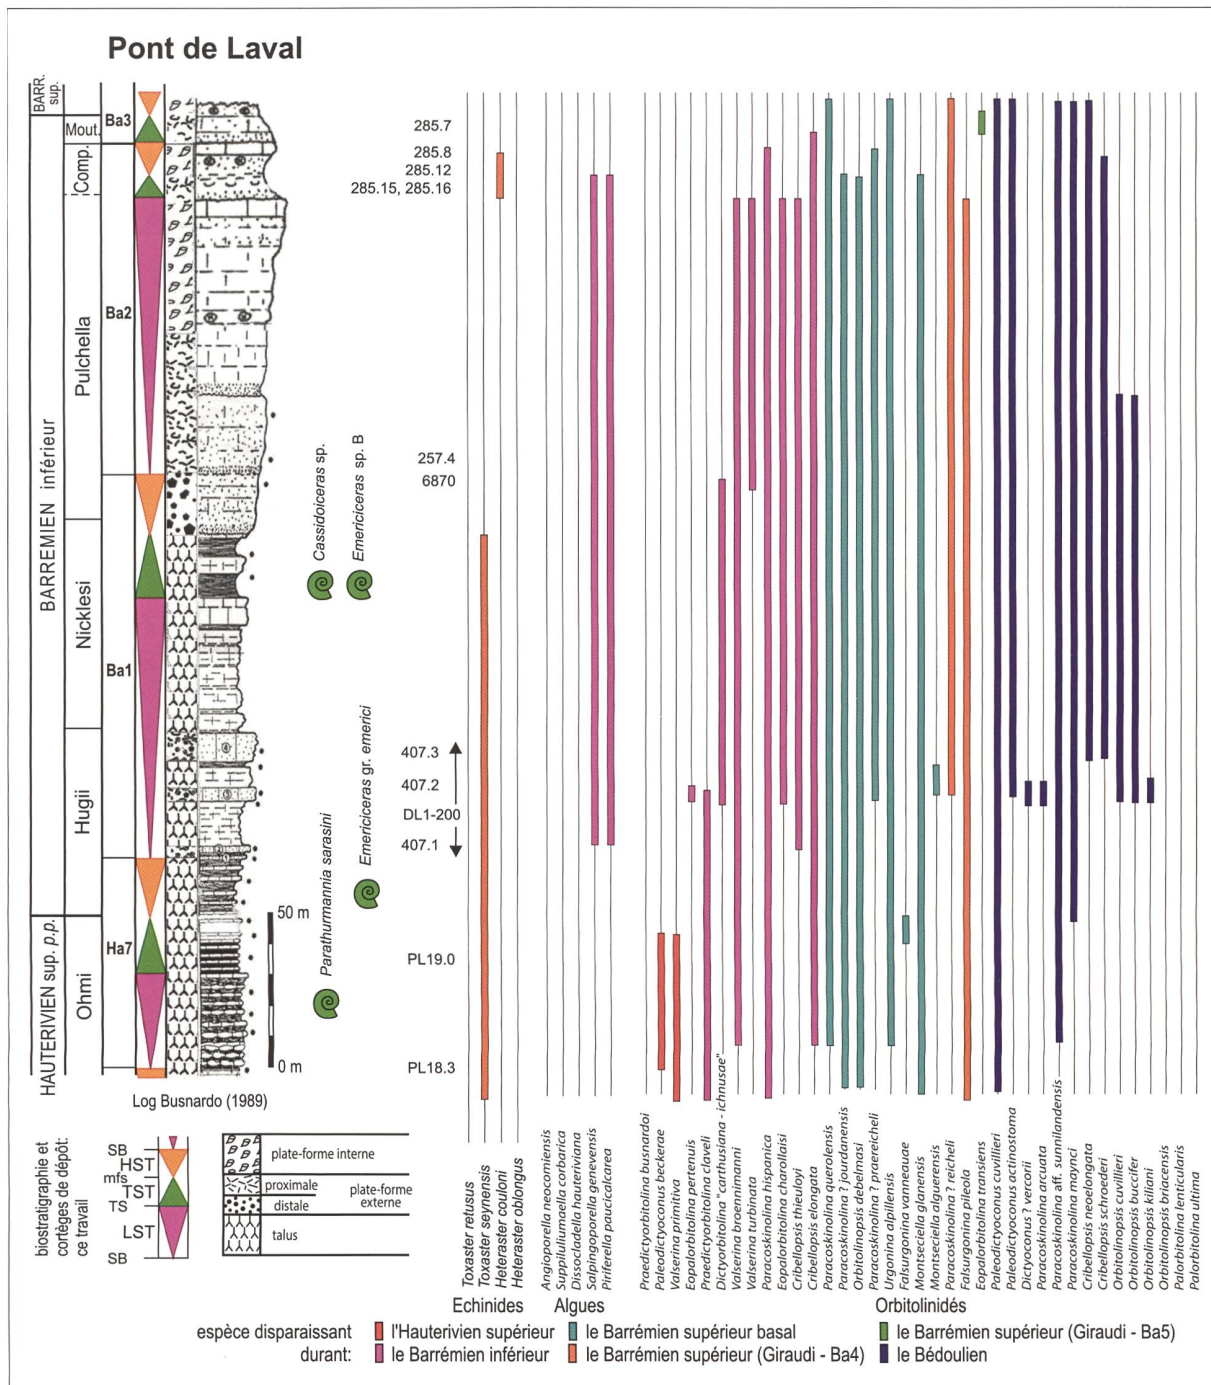 Pont de Laval
BARR. sup.
Mout.
Comp.
Pulchella
Nicklesi
Hugii
Ohmi
BARREMIEN inférieur
HAUTERIVIEN sup. p.p.
Ba3
Ba2
Ba1
Ha7
285.7
285.8
285.12
285.15, 285.16
257.4
6870
407.3
407.2
DL1-200
407.1
PL19.0
PL18.3
Cassidoiceras sp.
Emericiceras sp. B
Emericiceras gr. emerici
Parathurmannia sarasini
50 m
0 m
Log Busnardo (1989)
biostratigraphie et
cortèges de dépôt:
ce travail
SB
HST
mfs
TST
TS
LST
SB
plate-forme interne
proximale
distale
plate-forme
externe
talus
Toxaster retusus
Toxaster seynensis
Heteraster couloni
Heteraster oblongus
Angioporella neocomiensis
Suppiluliumaella corbarica
Dissocladella hauteriviana
Salpingoporella genevensis
Piriferella paucicalcarea
Praedictyorbitolina busnardoi
Paleodictyoconus beckerae
Valserina primitiva
Eopalorbitolina pertenuis
Praedictyorbitolina claveli
Dictyorbitolina "carthusiana - ichnusae"
Valserina broennimanni
Valserina turbinata
Paracoskinolina hispanica
Eopalorbitolina charollaisi
Cribellopsis thieuloyi
Cribellopsis elongata
Paracoskinolina querolensis
Paracoskinolina ? jourdanensis
Orbitolinopsis debelmasi
Paracoskinolina ? praereicheli
Urgonina alpillensis
Falsurgonina vanneauae
Montseciella glanensis
Montseciella alguerensis
Paracoskinolina ? reicheli
Falsurgonina pileola
Eopalorbitolina transiens
Paleodictyoconus cuvillieri
Paleodictyoconus actinostoma
Dictyoconus ? vercorii
Paracoskinolina arcuata
Paracoskinolina aff. sunnilandensis
Paracoskinolina maynci
Cribellopsis neoelongata
Cribellopsis schroederi
Orbitolinopsis cuvillieri
Orbitolinopsis buccifer
Orbitolinopsis kiliani
Orbitolinopsis briacensis
Palorbitolina lenticularis
Palorbitolina ultima
Echinides
Algues
Orbitolinidés
espèce disparaissant
durant:
l'Hauterivien supérieur
le Barrémien inférieur
le Barrémien supérieur basal
le Barrémien supérieur (Giraudi - Ba4)
le Barrémien supérieur (Giraudi - Ba5)
le Bédoulien